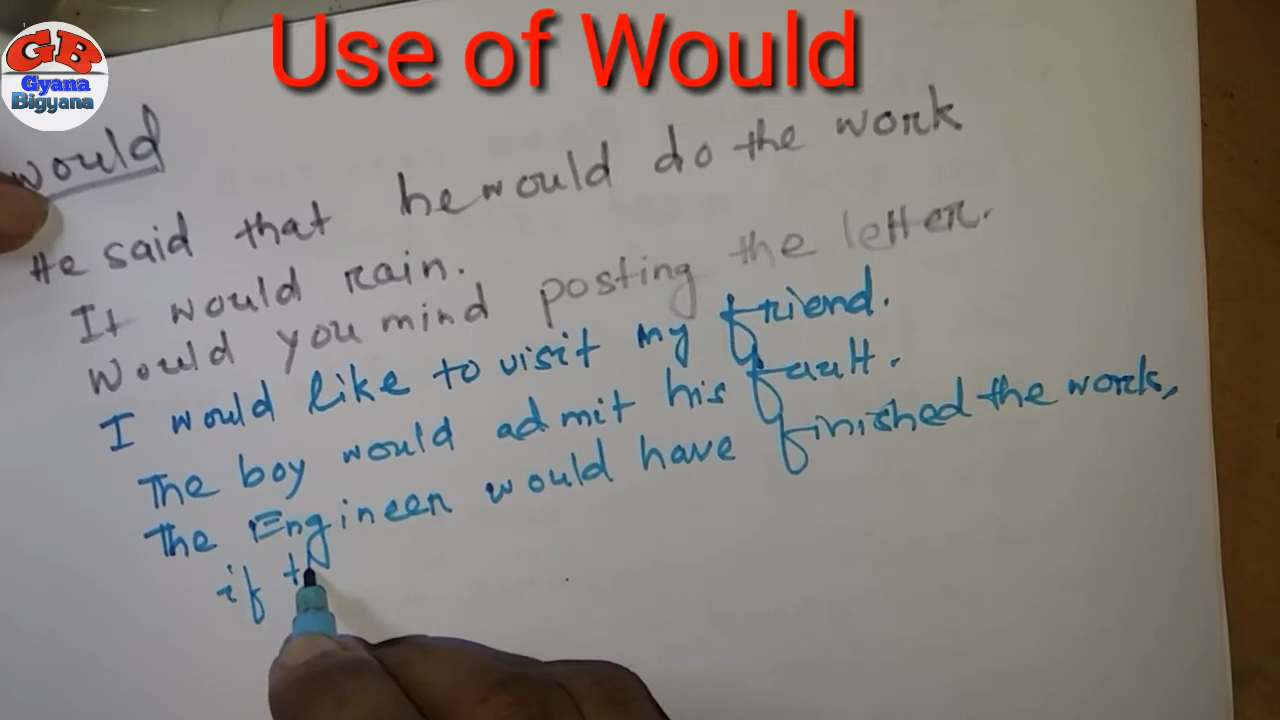 Use of Would
GB
Gyana
Bigyana
would
He said that he would do the work
It would rain.
Would you mind posting the letter.
I would like to visit my friend.
The boy would admit his fault.
The Engineer would have finished the work,
if th